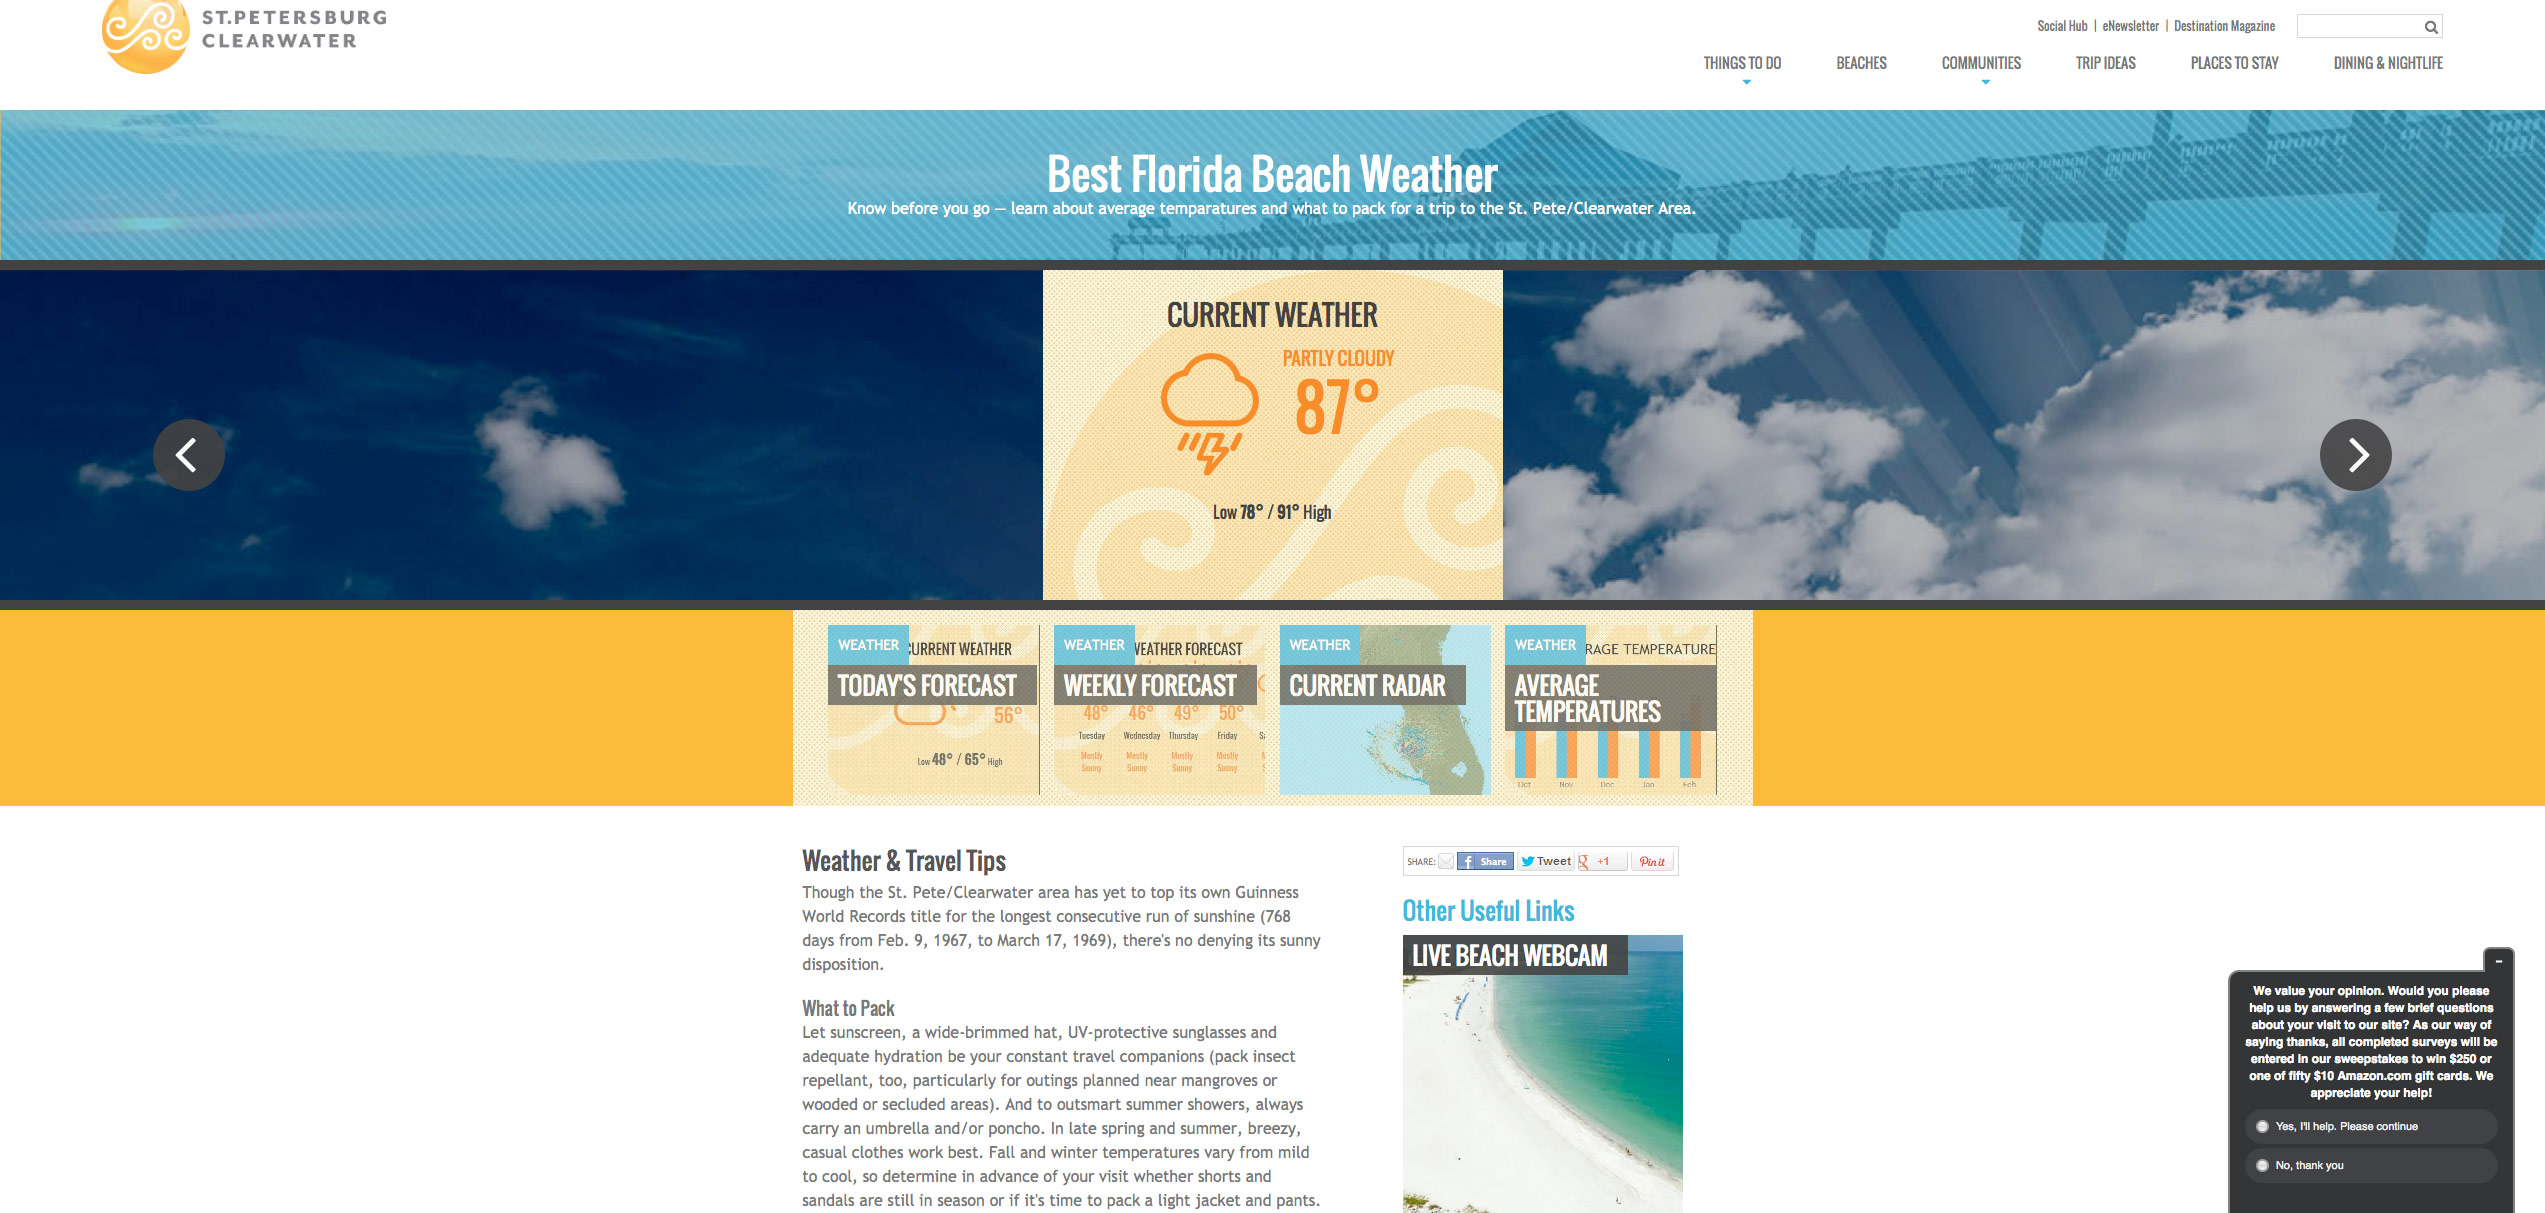 ST.PETERSBURG
CLEARWATER
Social Hub | eNewsletter | Destination Magazine
THINGS TO DO
BEACHES
COMMUNITIES
TRIP IDEAS
PLACES TO STAY
DINING & NIGHTLIFE
Best Florida Beach Weather
Know before you go — learn about average temparatures and what to pack for a trip to the St. Pete/Clearwater Area.
CURRENT WEATHER
PARTLY CLOUDY
87°
Low 78° / 91° High
WEATHER
CURRENT WEATHER
TODAY'S FORECAST
56°
Low 48° / 65° High
WEATHER
WEATHER FORECAST
WEEKLY FORECAST
48° 46° 49° 50°
Tuesday Wednesday Thursday Friday
Mostly Mostly Mostly Mostly
Sunny Sunny Sunny Sunny
WEATHER
CURRENT RADAR
WEATHER
RAGE TEMPERATURE
AVERAGE
TEMPERATURES
Oct Nov Dec Jan Feb
Weather & Travel Tips
Though the St. Pete/Clearwater area has yet to top its own Guinness
World Records title for the longest consecutive run of sunshine (768
days from Feb. 9, 1967, to March 17, 1969), there's no denying its sunny
disposition.
What to Pack
Let sunscreen, a wide-brimmed hat, UV-protective sunglasses and
adequate hydration be your constant travel companions (pack insect
repellant, too, particularly for outings planned near mangroves or
wooded or secluded areas). And to outsmart summer showers, always
carry an umbrella and/or poncho. In late spring and summer, breezy,
casual clothes work best. Fall and winter temperatures vary from mild
to cool, so determine in advance of your visit whether shorts and
sandals are still in season or if it's time to pack a light jacket and pants.
SHARE: f Share Tweet g +1 Pin it
Other Useful Links
LIVE BEACH WEBCAM
We value your opinion. Would you please
help us by answering a few brief questions
about your visit to our site? As our way of
saying thanks, all completed surveys will be
entered in our sweepstakes to win $250 or
one of fifty $10 Amazon.com gift cards. We
appreciate your help!
Yes, I'll help. Please continue
No, thank you